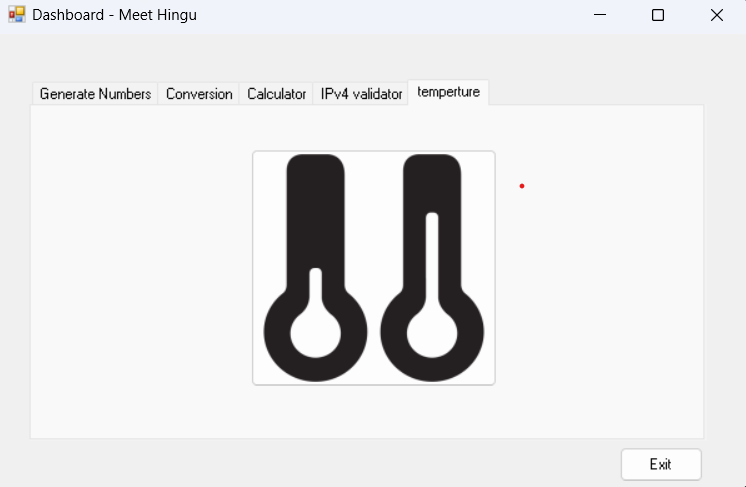 Dashboard - Meet Hingu
Generate Numbers Conversion Calculator IPv4 validator temperture
Exit